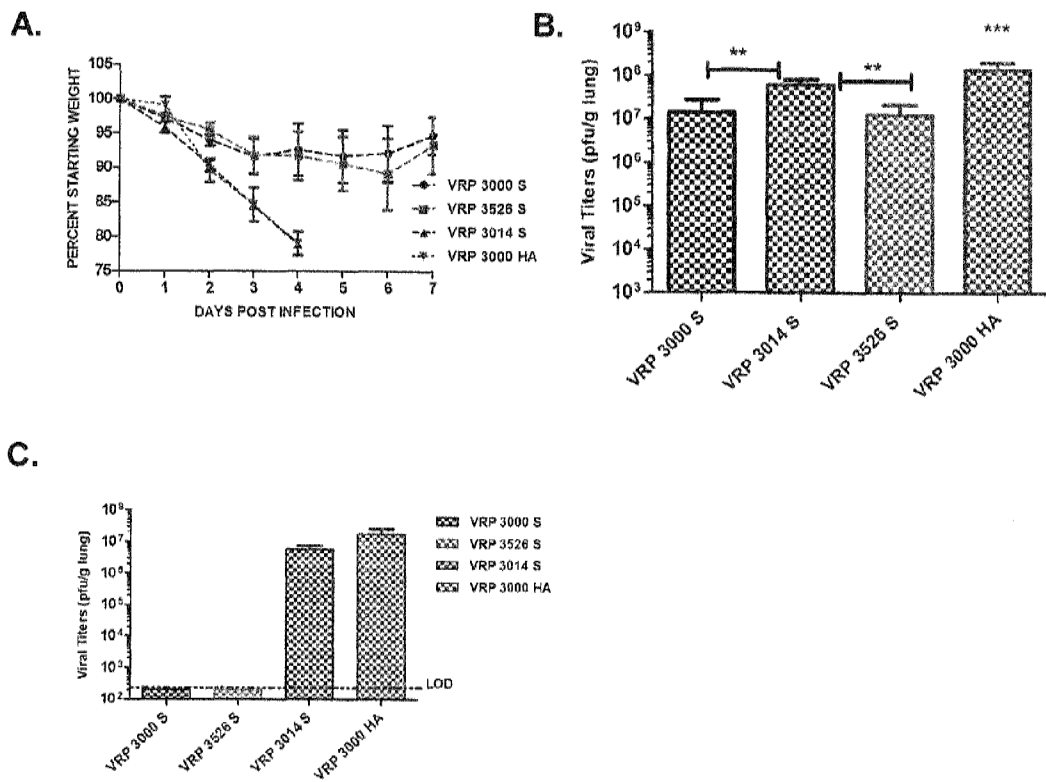 A.
PERCENT STARTING WEIGHT
105
100
95
90
85
80
75
0 1 2 3 4 5 6 7
DAYS POST INFECTION
VRP 3000 S
VRP 3526 S
VRP 3014 S
VRP 3000 HA
B.
Viral Titers (pfu/g lung)
10⁹
10⁸
10⁷
10⁶
10⁵
10⁴
10³
**
**
***
VRP 3000 S
VRP 3014 S
VRP 3526 S
VRP 3000 HA
C.
Viral Titers (pfu/g lung)
10⁸
10⁷
10⁶
10⁵
10⁴
10³
10²
LOD
VRP 3000 S
VRP 3526 S
VRP 3014 S
VRP 3000 HA
VRP 3000 S
VRP 3526 S
VRP 3014 S
VRP 3000 HA